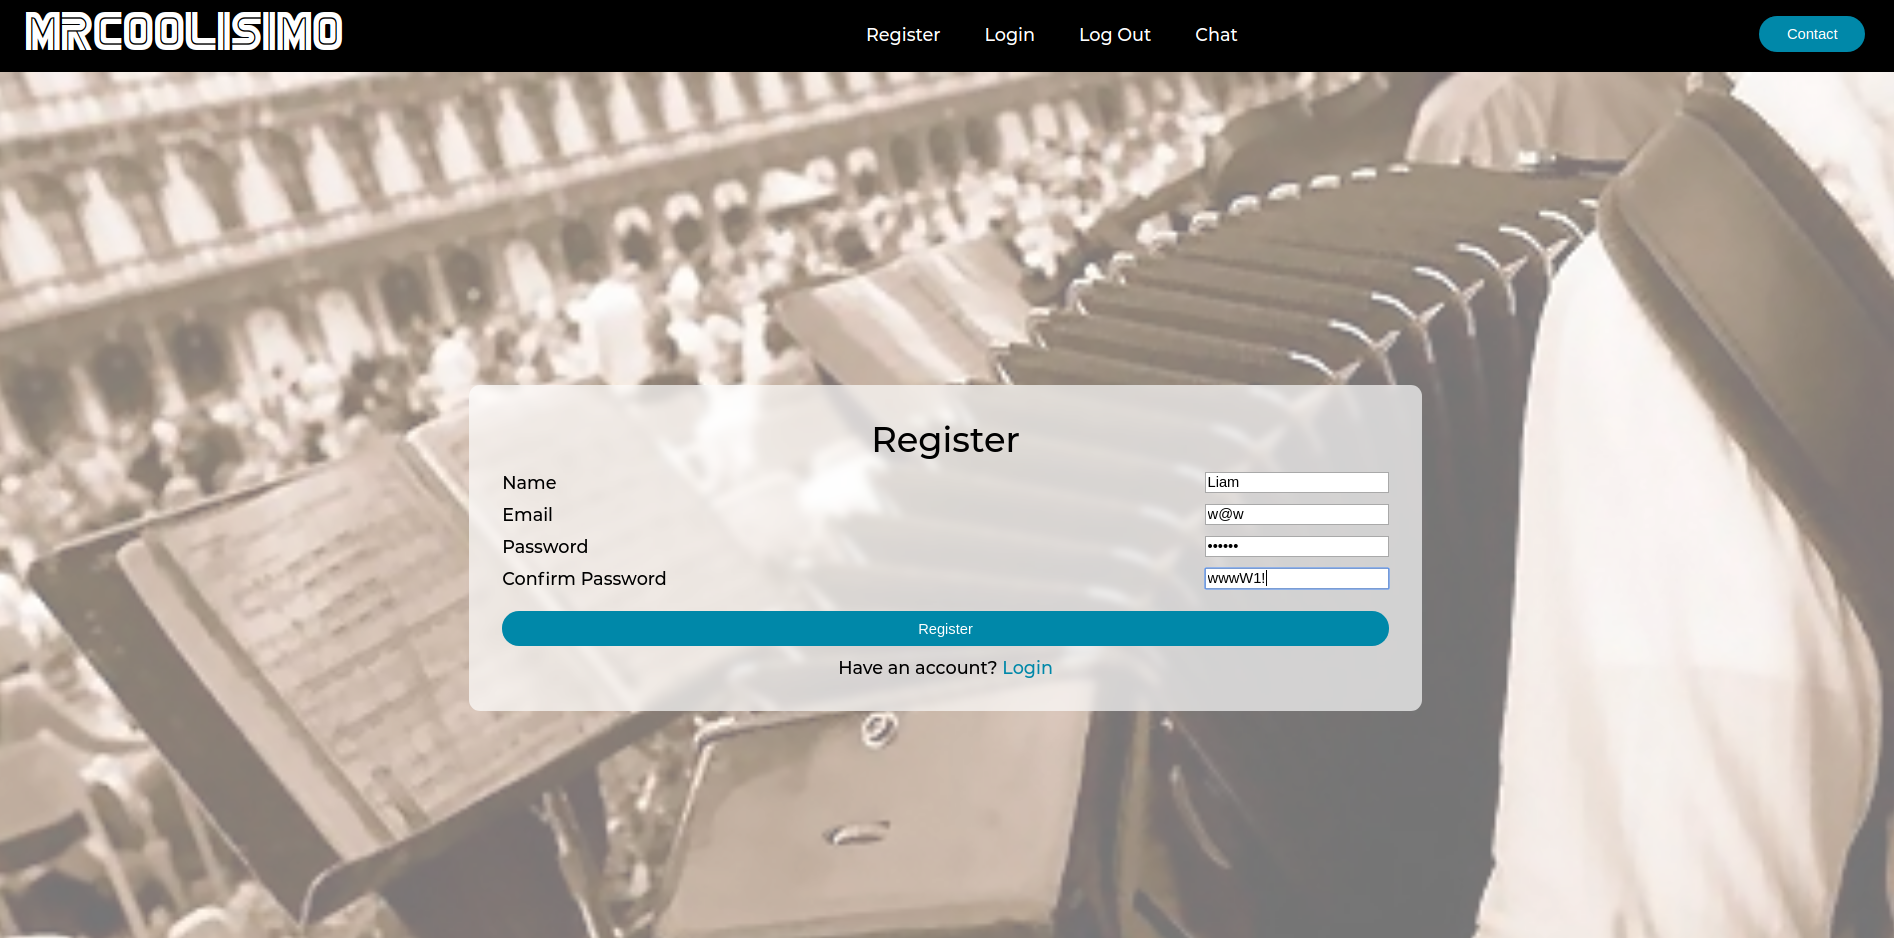 MRCOOLISIMO
Register Login Log Out Chat
Contact
Register
Name Liam
Email w@w
Password ••••••
Confirm Password wwwW1!
Register
Have an account? Login